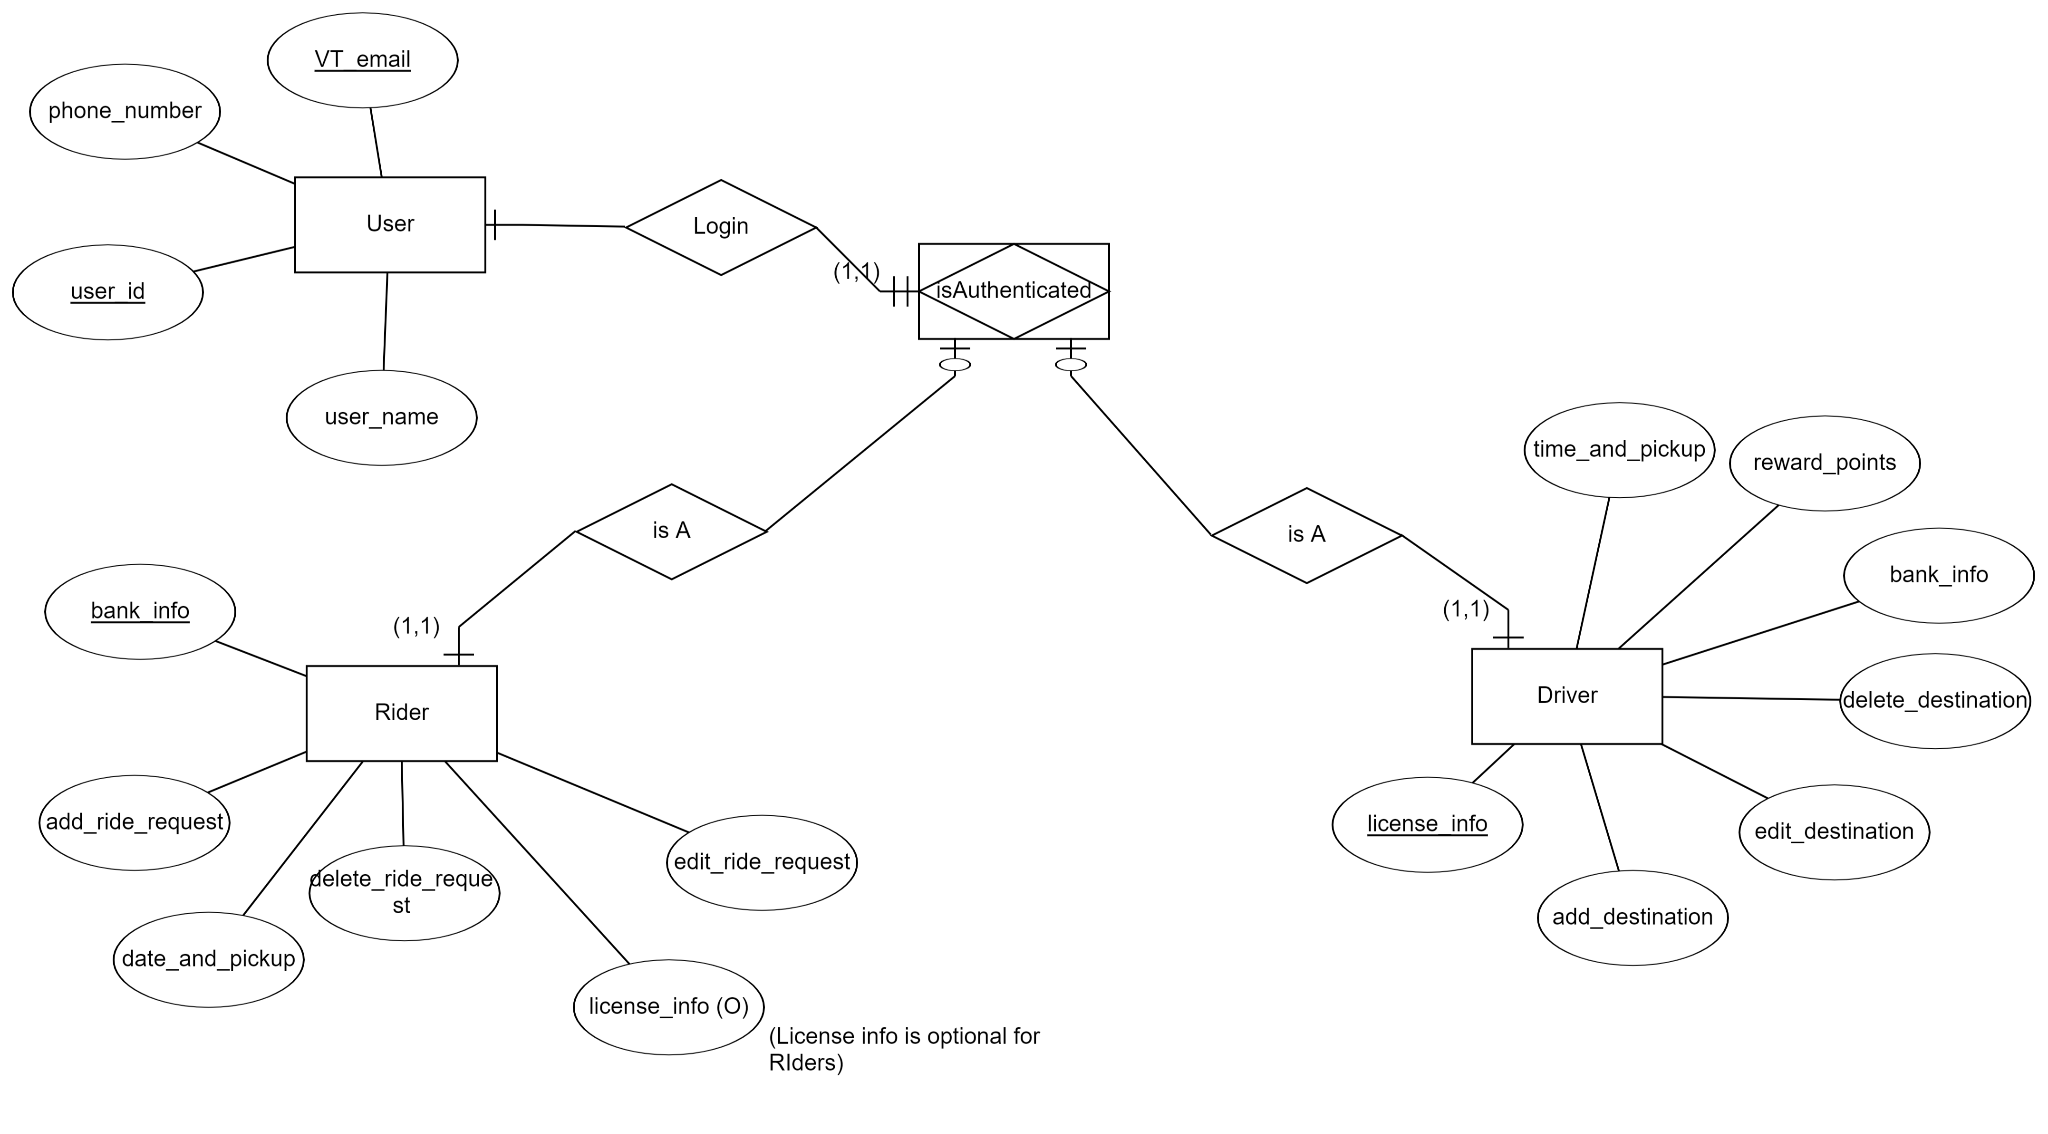 VT_email
phone_number
User
Login
user_id
(1,1)
isAuthenticated
user_name
time_and_pickup
reward_points
is A
is A
bank_info
bank_info
(1,1)
(1,1)
Rider
Driver
delete_destination
add_ride_request
license_info
edit_destination
edit_ride_request
delete_ride_reque
st
add_destination
date_and_pickup
license_info (O)
(License info is optional for
RIders)